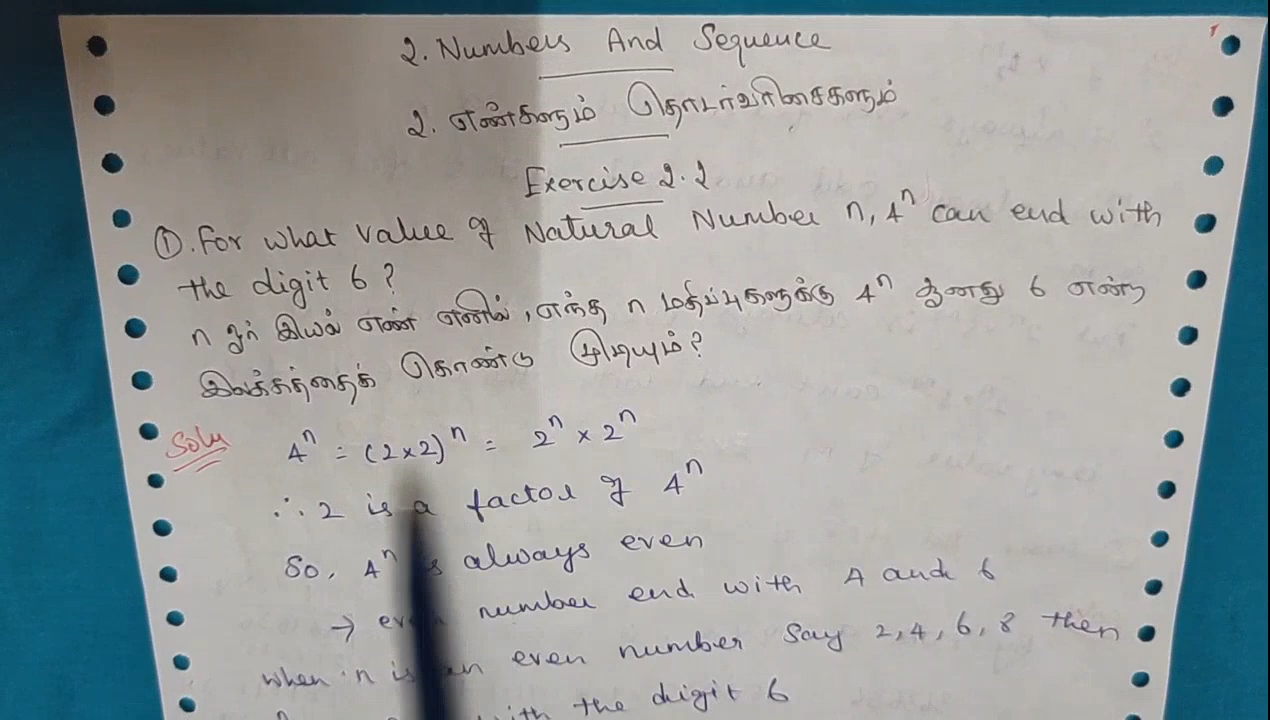 2. Numbers And Sequence
2. எண்களும் தொடர்வரிசைகளும்
Exercise 2.2
①. For what value of Natural Number n, 4ⁿ can end with
the digit 6?
n ஓர் இயல் எண் எனில், எந்த n மதிப்புகளுக்கு 4ⁿ ஆனது 6 என்ற
இலக்கத்தைக் கொண்டு முடியும்?
Soln 4ⁿ = (2×2)ⁿ = 2ⁿ × 2ⁿ
∴ 2 is a factor of 4ⁿ
So, 4ⁿ is always even
→ number end with 4 and 6
when n is an even number Say 2, 4, 6, 8 then
with the digit 6